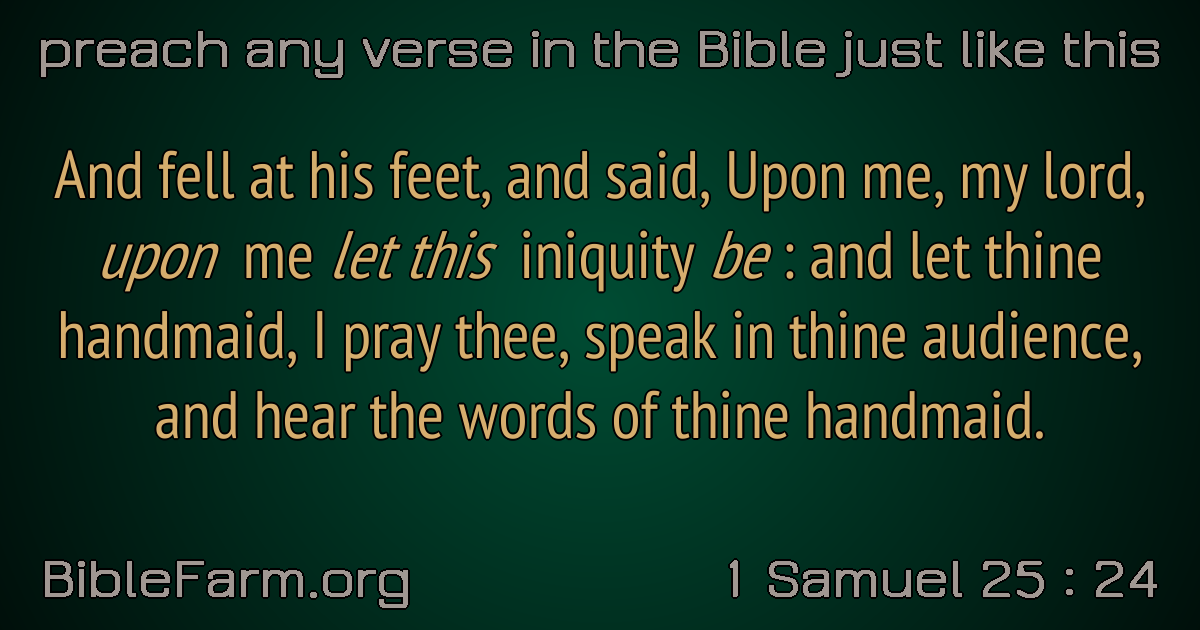 preach any verse in the Bible just like this
And fell at his feet, and said, Upon me, my lord,
upon me let this iniquity be : and let thine
handmaid, I pray thee, speak in thine audience,
and hear the words of thine handmaid.
BibleFarm.org
1 Samuel 25 : 24